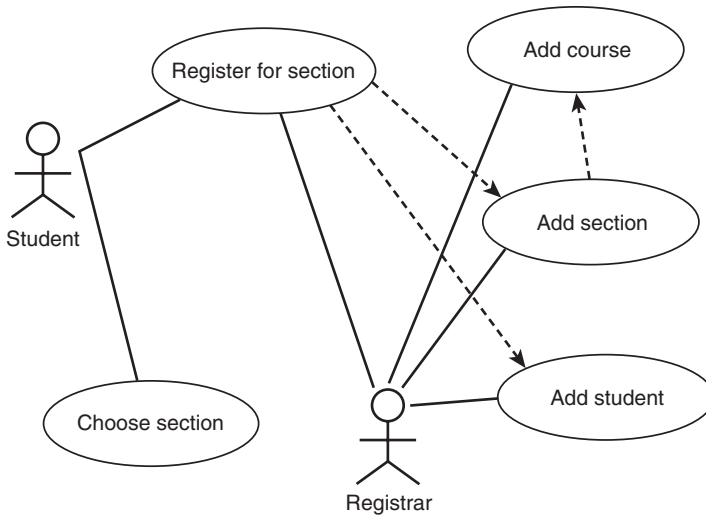 Add course
Register for section
Add section
Student
Add student
Choose section
Registrar